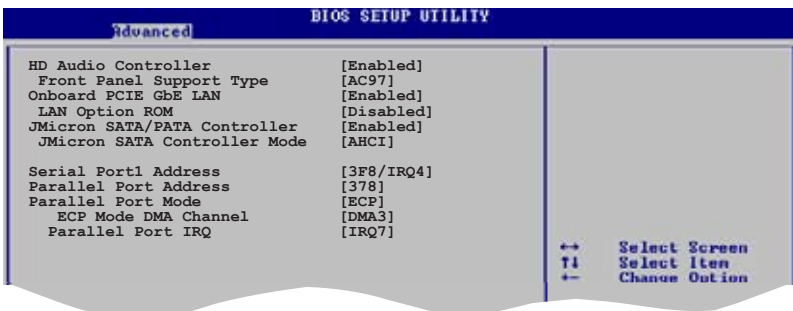 BIOS SETUP UTILITY
Advanced
HD Audio Controller [Enabled]
Front Panel Support Type [AC97]
Onboard PCIE GbE LAN [Enabled]
LAN Option ROM [Disabled]
JMicron SATA/PATA Controller [Enabled]
JMicron SATA Controller Mode [AHCI]
Serial Port1 Address [3F8/IRQ4]
Parallel Port Address [378]
Parallel Port Mode [ECP]
ECP Mode DMA Channel [DMA3]
Parallel Port IRQ [IRQ7]
↔ Select Screen
↑↓ Select Item
+- Change Option